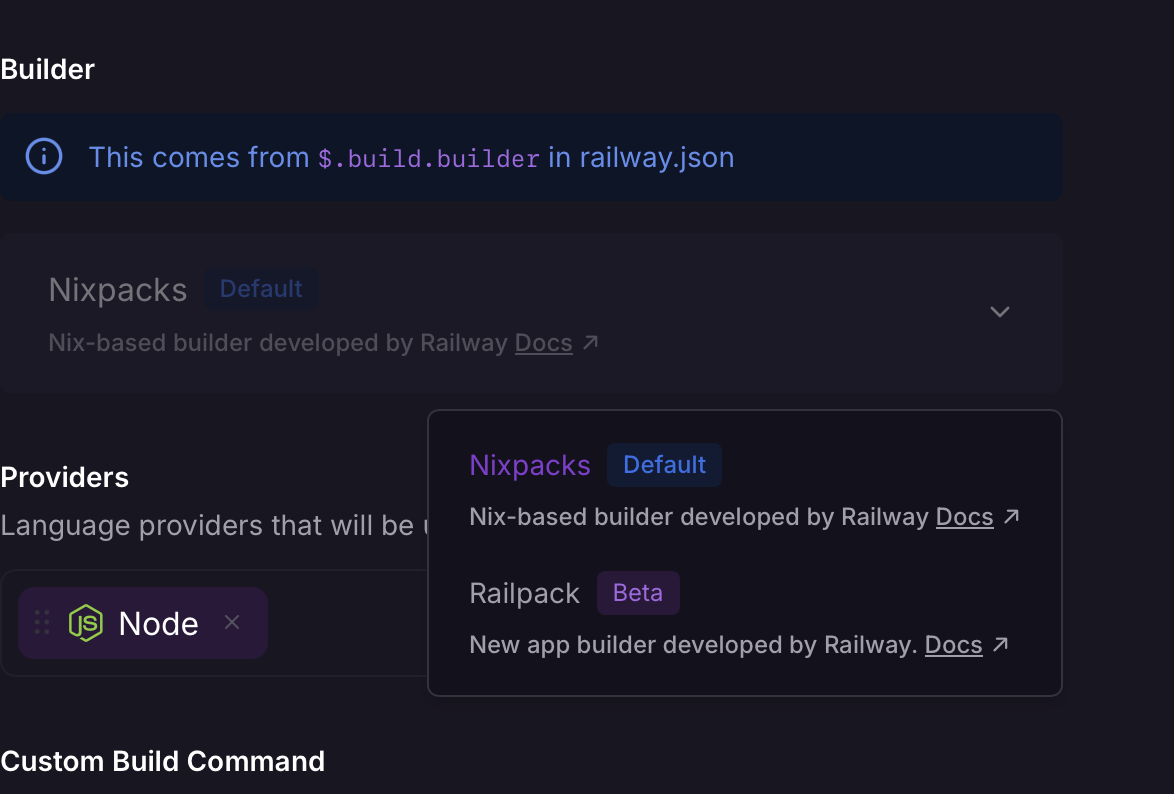 Builder
This comes from $.build.builder in railway.json
Nixpacks Default
Nix-based builder developed by Railway Docs ↗
Nixpacks Default
Nix-based builder developed by Railway Docs ↗
Railpack Beta
New app builder developed by Railway. Docs ↗
Providers
Language providers that will be
JS Node ×
Custom Build Command